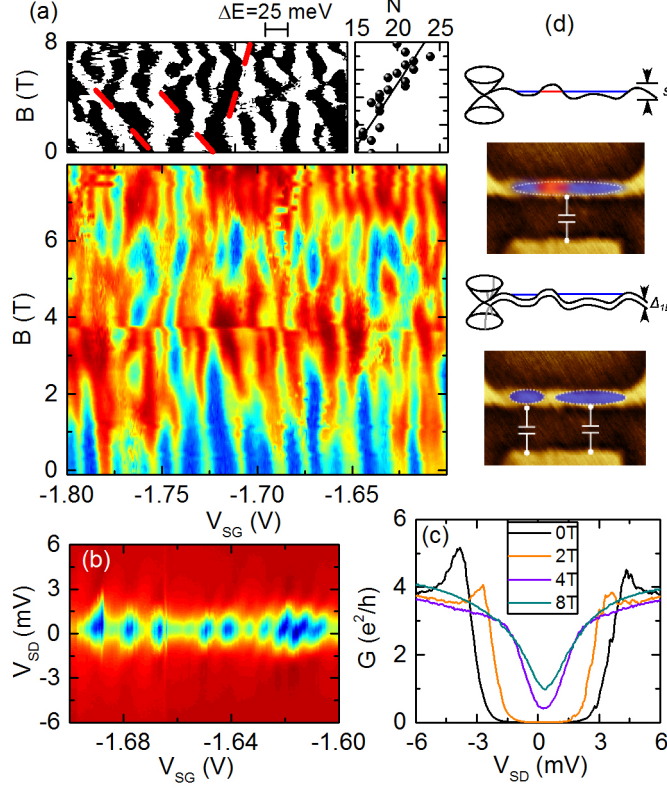 (a)
ΔE=25 meV
N
15 20 25
8
4
0
B (T)
8
6
4
2
0
B (T)
-1.80 -1.75 -1.70 -1.65
V_SG (V)
(d)
(b)
6
3
0
-3
-6
V_SD (mV)
-1.68 -1.64 -1.60
V_SG (V)
(c)
0T
2T
4T
8T
6
4
2
0
G (e²/h)
-6 -3 0 3 6
V_SD (mV)